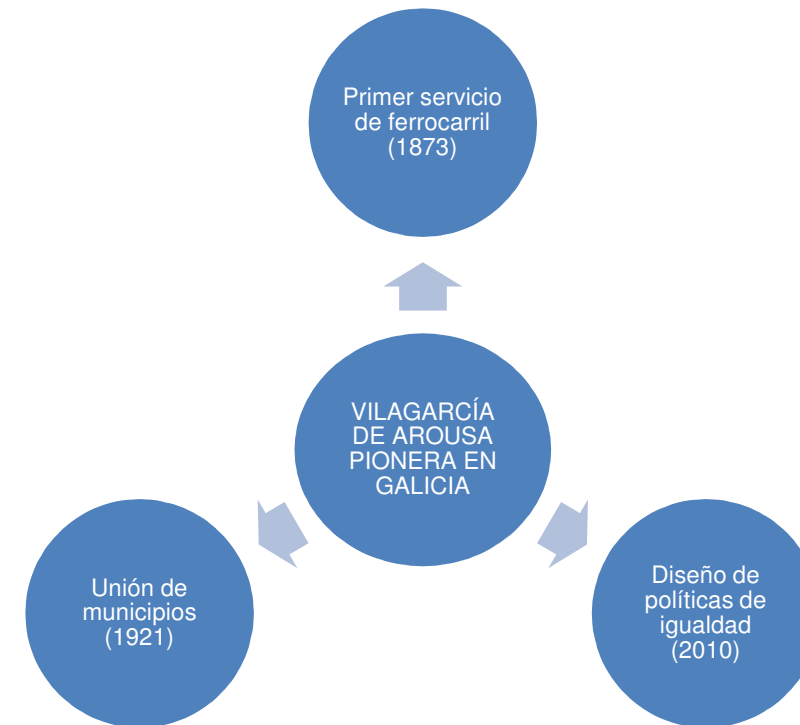 Primer servicio
de ferrocarril
(1873)
VILAGARCÍA
DE AROUSA
PIONERA EN
GALICIA
Unión de
municipios
(1921)
Diseño de
políticas de
igualdad
(2010)